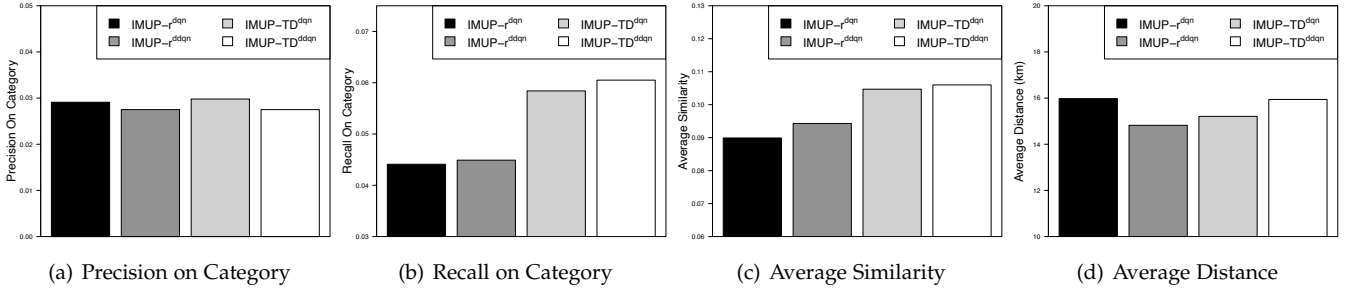 IMUP-r^dqn IMUP-TD^dqn
IMUP-r^ddqn IMUP-TD^ddqn
Precision On Category
0.05
0.04
0.03
0.02
0.01
0.00
(a) Precision on Category
IMUP-r^dqn IMUP-TD^dqn
IMUP-r^ddqn IMUP-TD^ddqn
Recall On Category
0.07
0.06
0.05
0.04
0.03
(b) Recall on Category
IMUP-r^dqn IMUP-TD^dqn
IMUP-r^ddqn IMUP-TD^ddqn
Average Similarity
0.13
0.12
0.11
0.10
0.09
0.08
0.07
0.06
(c) Average Similarity
IMUP-r^dqn IMUP-TD^dqn
IMUP-r^ddqn IMUP-TD^ddqn
Average Distance (km)
20
18
16
14
12
10
(d) Average Distance